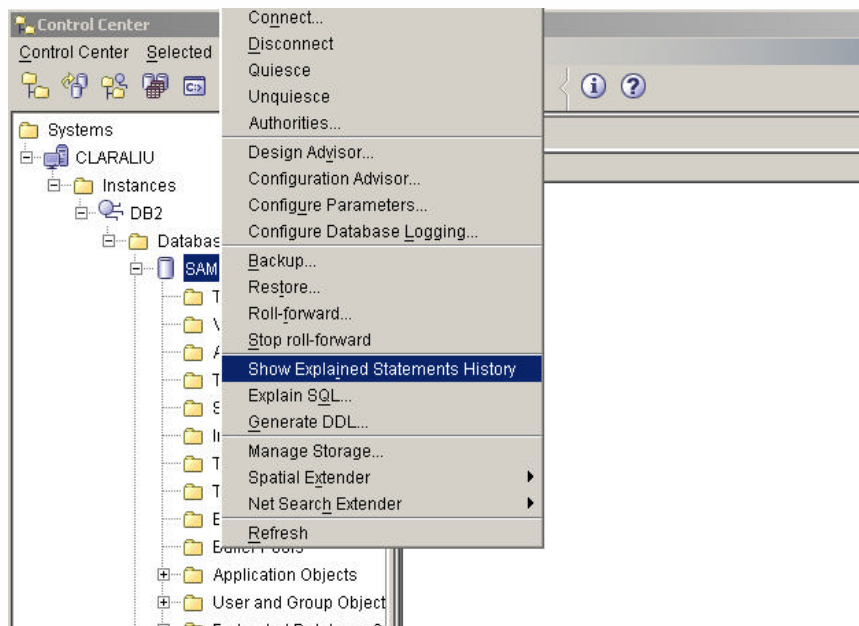 Control Center
Control Center Selected
Systems
CLARALIU
Instances
DB2
Databas
SAM
T
V
A
T
S
T
T
Application Objects
User and Group Object
Connect...
Disconnect
Quiesce
Unquiesce
Authorities...
Design Advisor...
Configuration Advisor...
Configure Parameters...
Configure Database Logging...
Backup...
Restore...
Roll-forward...
Stop roll-forward
Show Explained Statements History
Explain SQL...
Generate DDL...
Manage Storage...
Spatial Extender
Net Search Extender
Refresh